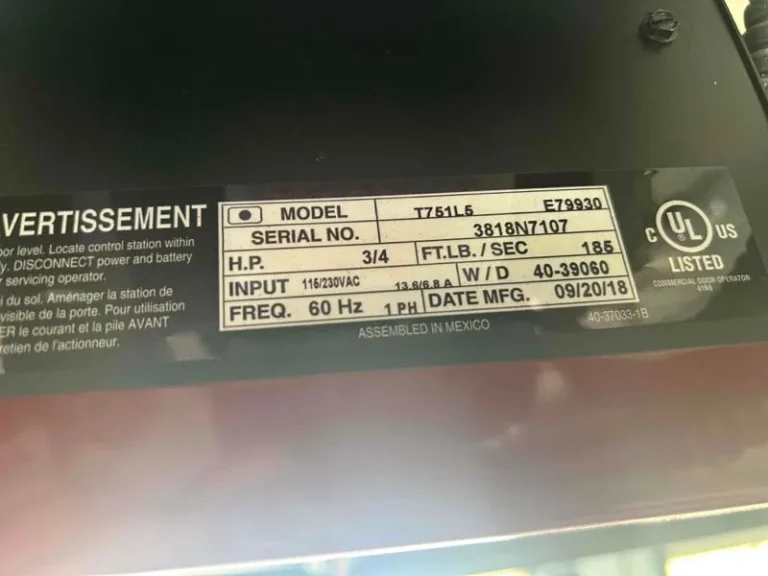 VERTISSEMENT
oor level. Locate control station within
y. DISCONNECT power and battery
servicing operator.
du sol. Aménager la station de
visible de la porte. Pour utilisation
ER le courant et la pile AVANT
retien de l'actionneur.
MODEL T751L5 E79930
SERIAL NO. 3818N7107
H.P. 3/4 FT.LB./SEC 185
INPUT 115/230VAC 13.6/6.8 A W/D 40-39060
FREQ. 60 Hz 1 PH DATE MFG. 09/20/18
ASSEMBLED IN MEXICO 40-37033-1B
C UL US
LISTED
COMMERCIAL DOOR OPERATOR